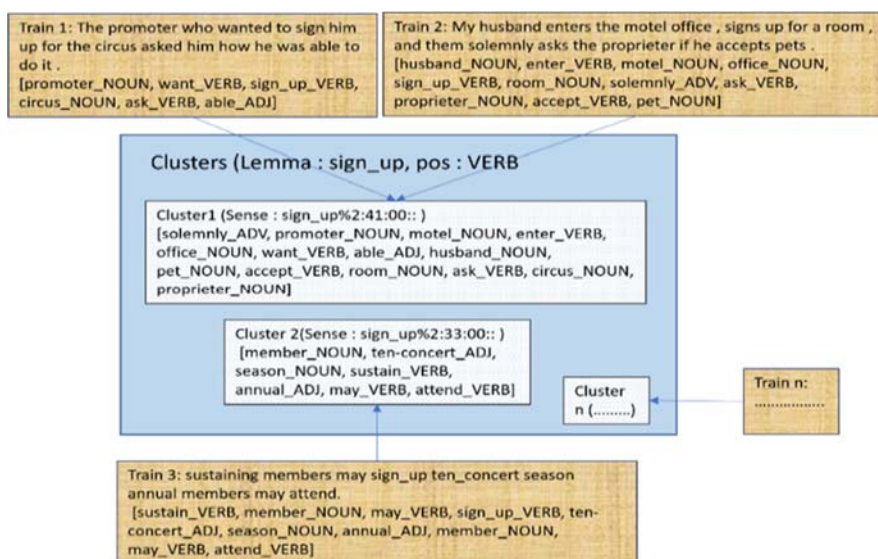 Train 1: The promoter who wanted to sign him
up for the circus asked him how he was able to
do it .
[promoter_NOUN, want_VERB, sign_up_VERB,
circus_NOUN, ask_VERB, able_ADJ]
Train 2: My husband enters the motel office , signs up for a room ,
and them solemnly asks the proprieter if he accepts pets .
[husband_NOUN, enter_VERB, motel_NOUN, office_NOUN,
sign_up_VERB, room_NOUN, solemnly_ADV, ask_VERB,
proprieter_NOUN, accept_VERB, pet_NOUN]
Clusters (Lemma : sign_up, pos : VERB
Cluster1 (Sense : sign_up%2:41:00:: )
[solemnly_ADV, promoter_NOUN, motel_NOUN, enter_VERB,
office_NOUN, want_VERB, able_ADJ, husband_NOUN,
pet_NOUN, accept_VERB, room_NOUN, ask_VERB, circus_NOUN,
proprieter_NOUN]
Cluster 2(Sense : sign_up%2:33:00:: )
[member_NOUN, ten-concert_ADJ,
season_NOUN, sustain_VERB,
annual_ADJ, may_VERB, attend_VERB]
Cluster
n (.........)
Train n:
.................
Train 3: sustaining members may sign_up ten_concert season
annual members may attend.
[sustain_VERB, member_NOUN, may_VERB, sign_up_VERB, ten-
concert_ADJ, season_NOUN, annual_ADJ, member_NOUN,
may_VERB, attend_VERB]